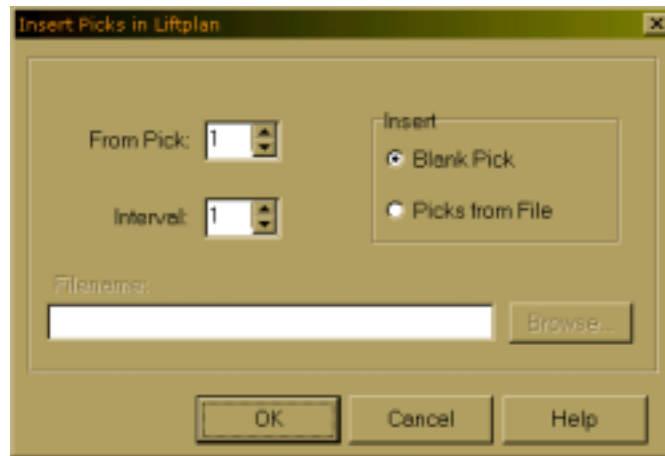 Insert Picks in Liftplan
From Pick: 1
Insert
Blank Pick
Interval: 1
Picks from File
Filename:
Browse...
OK Cancel Help